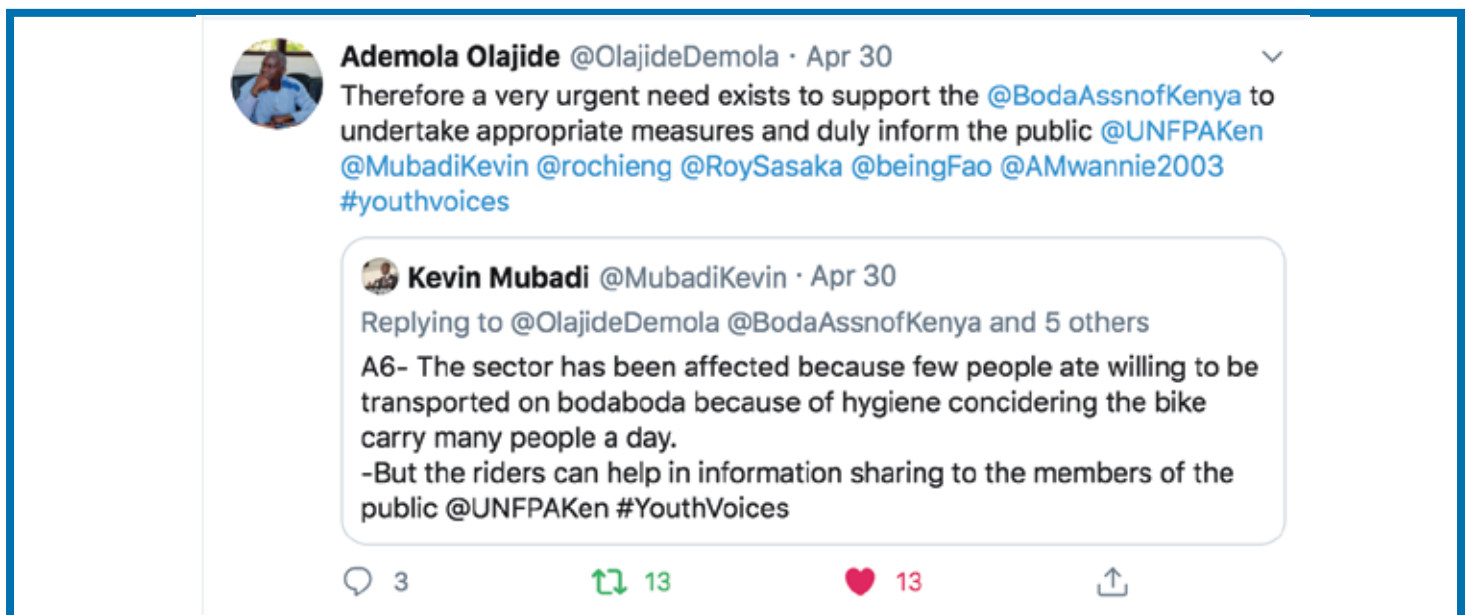 Ademola Olajide @OlajideDemola · Apr 30
Therefore a very urgent need exists to support the @BodaAssnofKenya to
undertake appropriate measures and duly inform the public @UNFPAKen
@MubadiKevin @rochieng @RoySasaka @beingFao @AMwannie2003
#youthvoices
Kevin Mubadi @MubadiKevin · Apr 30
Replying to @OlajideDemola @BodaAssnofKenya and 5 others
A6- The sector has been affected because few people ate willing to be
transported on bodaboda because of hygiene concidering the bike
carry many people a day.
-But the riders can help in information sharing to the members of the
public @UNFPAKen #YouthVoices
3 13 13